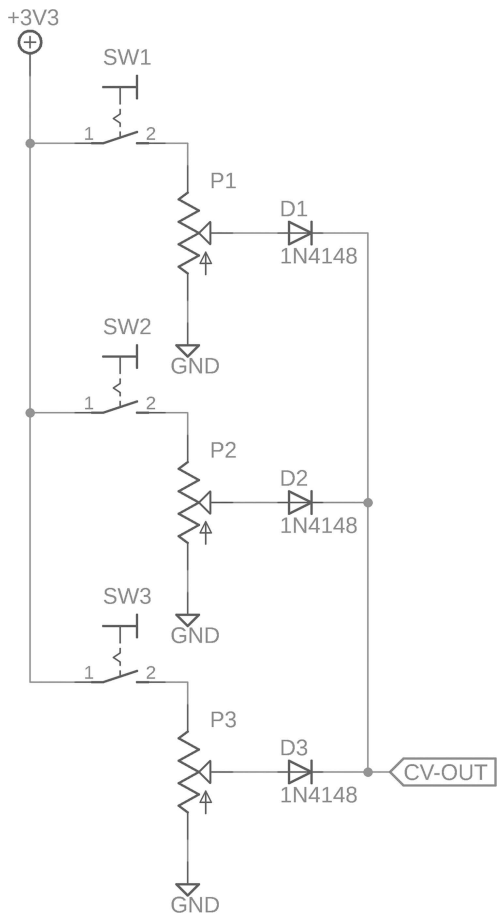 +3V3
SW1
1 2
P1
D1
1N4148
GND
SW2
1 2
P2
D2
1N4148
GND
SW3
1 2
P3
D3
CV-OUT
1N4148
GND